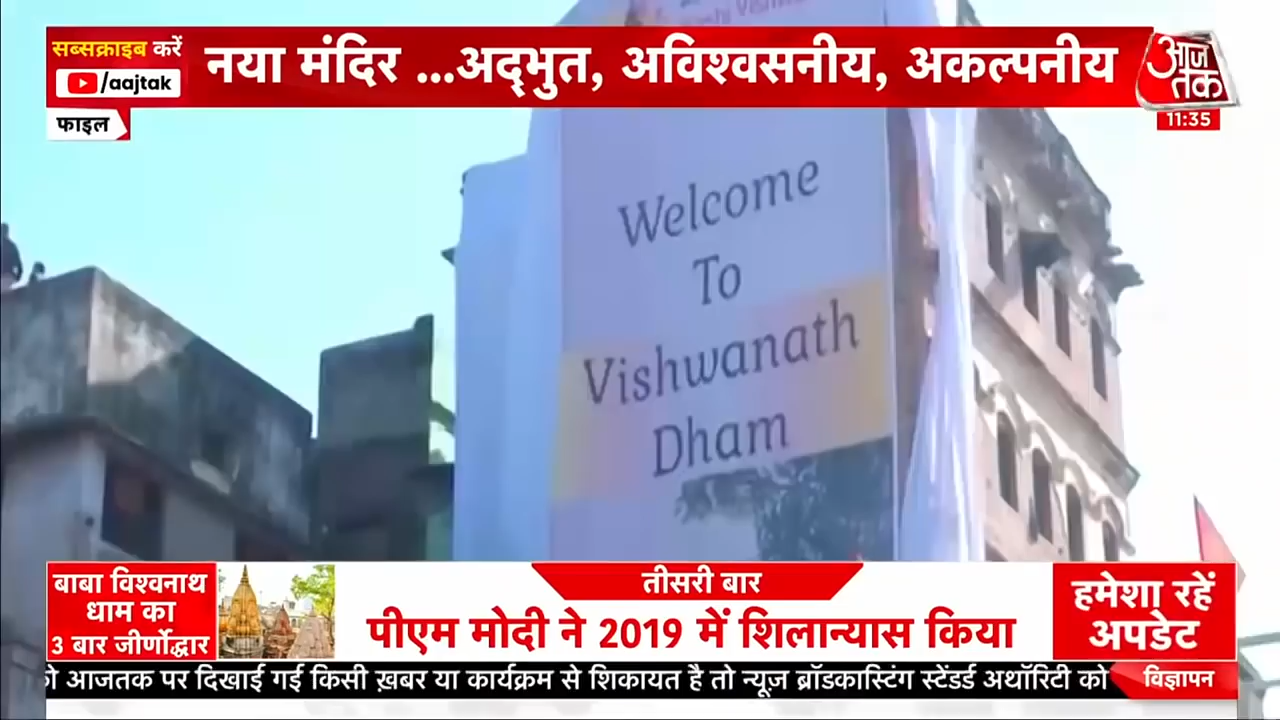 सब्सक्राइब करें
/aajtak
नया मंदिर ...अद्भुत, अविश्वसनीय, अकल्पनीय
आज तक
11:35
फाइल
Welcome
To
Vishwanath
Dham
बाबा विश्वनाथ
धाम का
3 बार जीर्णोद्धार
तीसरी बार
पीएम मोदी ने 2019 में शिलान्यास किया
हमेशा रहें
अपडेट
आजतक पर दिखाई गई किसी ख़बर या कार्यक्रम से शिकायत है तो न्यूज़ ब्रॉडकास्टिंग स्टेंडर्ड अथॉरिटी को
विज्ञापन